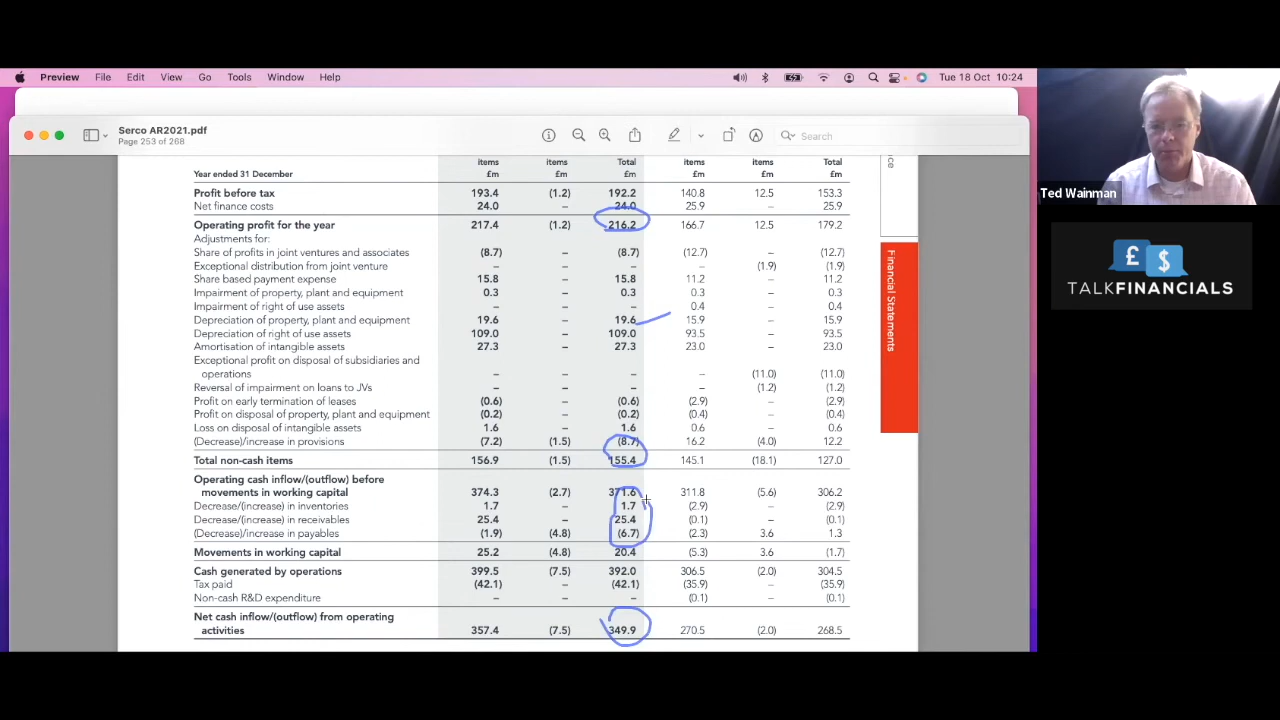 Preview File Edit View Go Tools Window Help Tue 18 Oct 10:24
Serco AR2021.pdf
Page 253 of 268
Search
items items Total items items Total
Year ended 31 December £m £m £m £m £m £m
Profit before tax 193.4 (1.2) 192.2 140.8 12.5 153.3
Net finance costs 24.0 – 24.0 25.9 – 25.9
Operating profit for the year 217.4 (1.2) 216.2 166.7 12.5 179.2
Adjustments for:
Share of profits in joint ventures and associates (8.7) – (8.7) (12.7) – (12.7)
Exceptional distribution from joint venture – – – – (1.9) (1.9)
Share based payment expense 15.8 – 15.8 11.2 – 11.2
Impairment of property, plant and equipment 0.3 – 0.3 0.3 – 0.3
Impairment of right of use assets – – – 0.4 – 0.4
Depreciation of property, plant and equipment 19.6 – 19.6 15.9 – 15.9
Depreciation of right of use assets 109.0 – 109.0 93.5 – 93.5
Amortisation of intangible assets 27.3 – 27.3 23.0 – 23.0
Exceptional profit on disposal of subsidiaries and
operations – – – – (11.0) (11.0)
Reversal of impairment on loans to JVs – – – – (1.2) (1.2)
Profit on early termination of leases (0.6) – (0.6) (2.9) – (2.9)
Profit on disposal of property, plant and equipment (0.2) – (0.2) (0.4) – (0.4)
Loss on disposal of intangible assets 1.6 – 1.6 0.6 – 0.6
(Decrease)/increase in provisions (7.2) (1.5) (8.7) 16.2 (4.0) 12.2
Total non-cash items 156.9 (1.5) 155.4 145.1 (18.1) 127.0
Operating cash inflow/(outflow) before
movements in working capital 374.3 (2.7) 371.6 311.8 (5.6) 306.2
Decrease/(increase) in inventories 1.7 – 1.7 (2.9) – (2.9)
Decrease/(increase) in receivables 25.4 – 25.4 (0.1) – (0.1)
(Decrease)/increase in payables (1.9) (4.8) (6.7) (2.3) 3.6 1.3
Movements in working capital 25.2 (4.8) 20.4 (5.3) 3.6 (1.7)
Cash generated by operations 399.5 (7.5) 392.0 306.5 (2.0) 304.5
Tax paid (42.1) – (42.1) (35.9) – (35.9)
Non-cash R&D expenditure – – – (0.1) – (0.1)
Net cash inflow/(outflow) from operating
activities 357.4 (7.5) 349.9 270.5 (2.0) 268.5
Financial Statements
Ted Wainman
£ $
TALKFINANCIALS